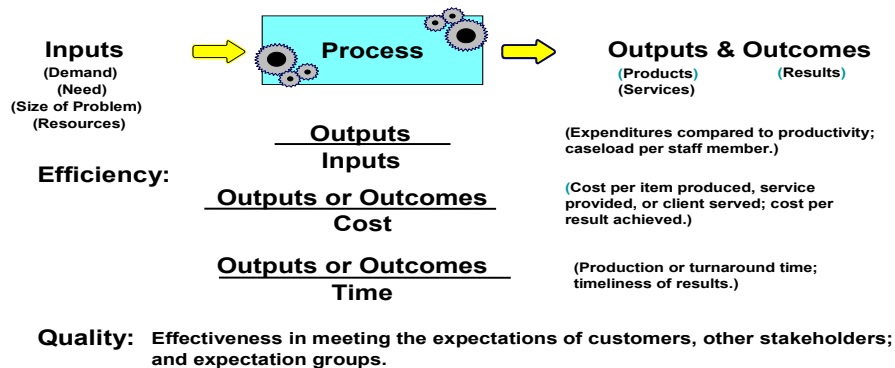 Inputs
(Demand)
(Need)
(Size of Problem)
(Resources)
Process
Outputs & Outcomes
(Products)
(Results)
(Services)
Efficiency:
Outputs
Inputs
(Expenditures compared to productivity;
caseload per staff member.)
Outputs or Outcomes
Cost
(Cost per item produced, service
provided, or client served; cost per
result achieved.)
Outputs or Outcomes
Time
(Production or turnaround time;
timeliness of results.)
Quality: Effectiveness in meeting the expectations of customers, other stakeholders;
and expectation groups.